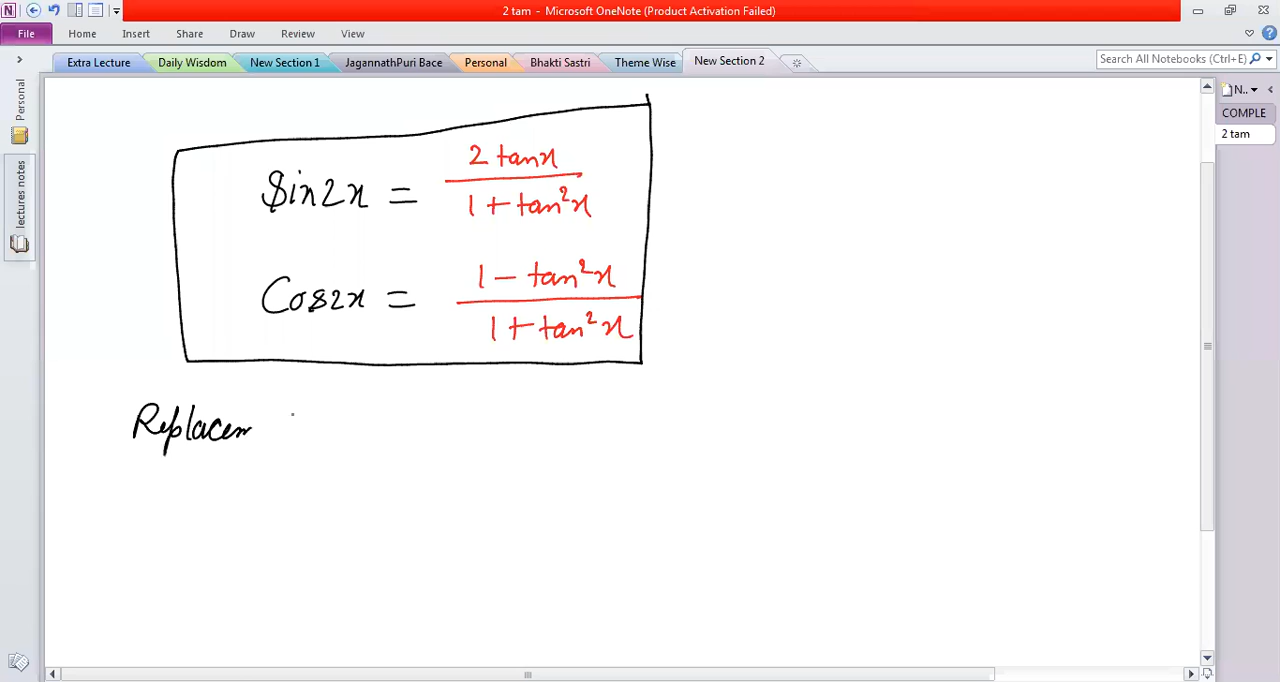 2 tam - Microsoft OneNote (Product Activation Failed)
File Home Insert Share Draw Review View
Extra Lecture Daily Wisdom New Section 1 JagannathPuri Bace Personal Bhakti Sastri Theme Wise New Section 2
Search All Notebooks (Ctrl+E)
Personal
lectures notes
N..
COMPLE
2 tam
Sin2x = 2 tanx / 1 + tan²x
Cos2x = 1 - tan²x / 1 + tan²x
Replacem